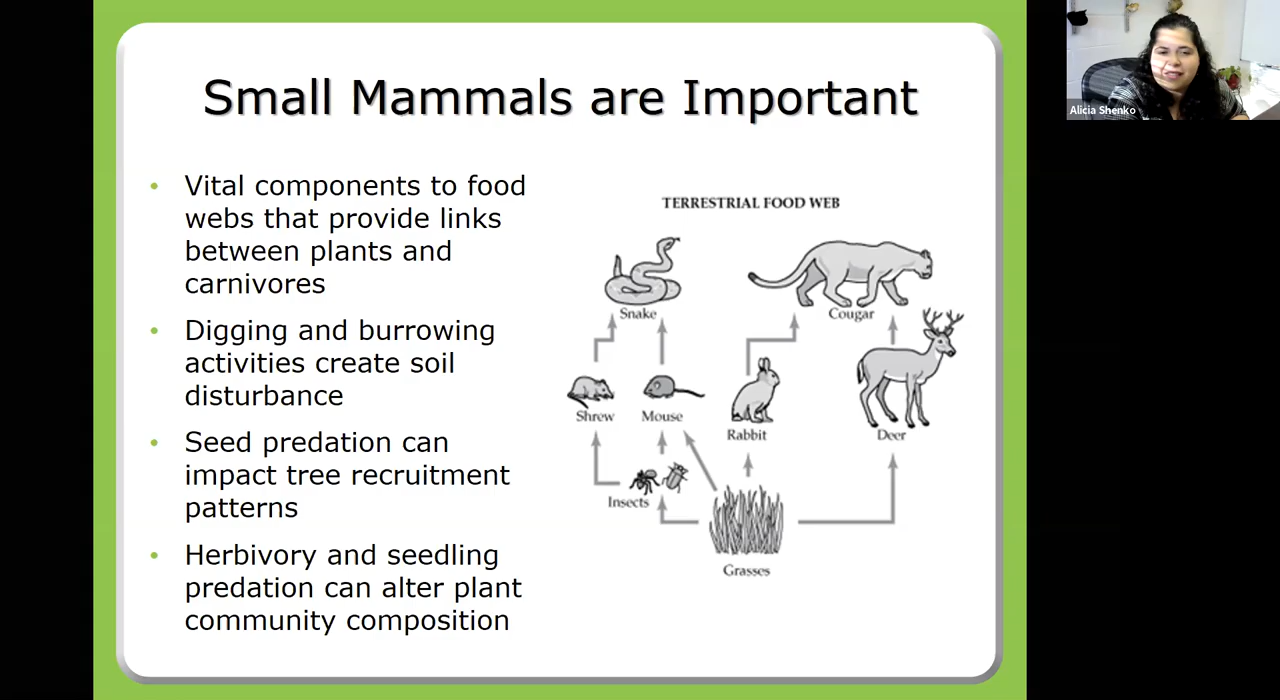 Small Mammals are Important
• Vital components to food
webs that provide links
between plants and
carnivores
• Digging and burrowing
activities create soil
disturbance
• Seed predation can
impact tree recruitment
patterns
• Herbivory and seedling
predation can alter plant
community composition
TERRESTRIAL FOOD WEB
Snake
Cougar
Shrew
Mouse
Rabbit
Deer
Insects
Grasses
Alicia Shenko